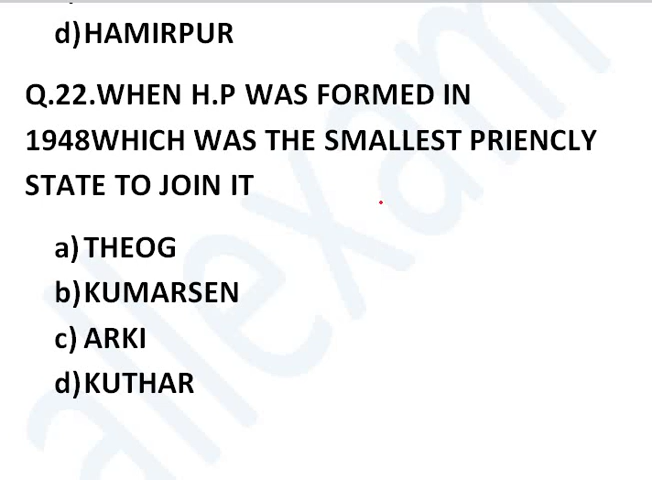 d)HAMIRPUR
Q.22.WHEN H.P WAS FORMED IN
1948WHICH WAS THE SMALLEST PRIENCLY
STATE TO JOIN IT
a) THEOG
b)KUMARSEN
c) ARKI
d)KUTHAR
allexam